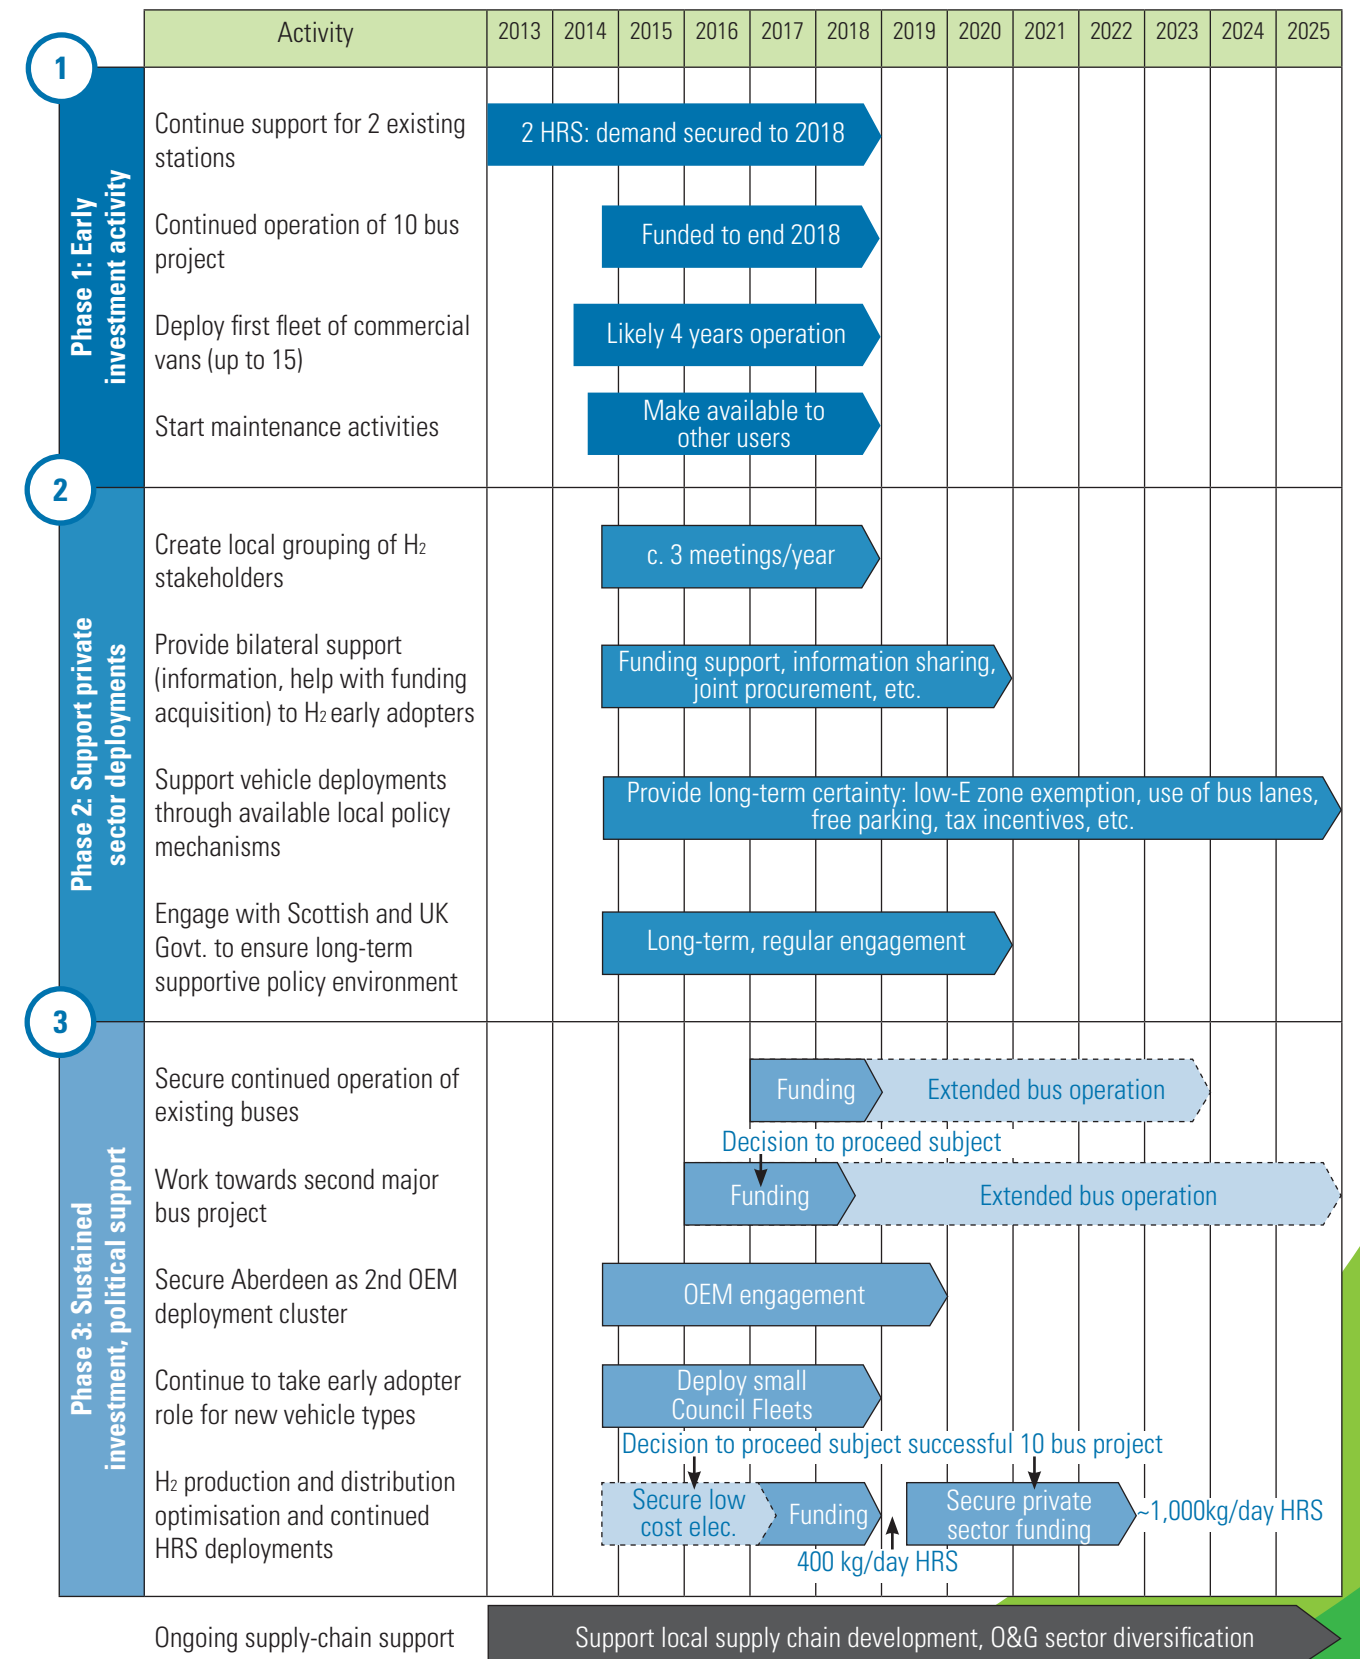 Activity 2013 2014 2015 2016 2017 2018 2019 2020 2021 2022 2023 2024 2025
1
Phase 1: Early
investment activity
Continue support for 2 existing
stations
2 HRS: demand secured to 2018
Continued operation of 10 bus
project
Funded to end 2018
Deploy first fleet of commercial
vans (up to 15)
Likely 4 years operation
Start maintenance activities
Make available to
other users
2
Phase 2: Support private
sector deployments
Create local grouping of H2
stakeholders
c. 3 meetings/year
Provide bilateral support
(information, help with funding
acquisition) to H2 early adopters
Funding support, information sharing,
joint procurement, etc.
Support vehicle deployments
through available local policy
mechanisms
Provide long-term certainty: low-E zone exemption, use of bus lanes,
free parking, tax incentives, etc.
Engage with Scottish and UK
Govt. to ensure long-term
supportive policy environment
Long-term, regular engagement
3
Phase 3: Sustained
investment, political support
Secure continued operation of
existing buses
Funding Extended bus operation
Decision to proceed subject
Work towards second major
bus project
Funding Extended bus operation
Secure Aberdeen as 2nd OEM
deployment cluster
OEM engagement
Continue to take early adopter
role for new vehicle types
Deploy small
Council Fleets
Decision to proceed subject successful 10 bus project
H2 production and distribution
optimisation and continued
HRS deployments
Secure low
cost elec.
Funding
400 kg/day HRS
Secure private
sector funding
~1,000kg/day HRS
Ongoing supply-chain support
Support local supply chain development, O&G sector diversification